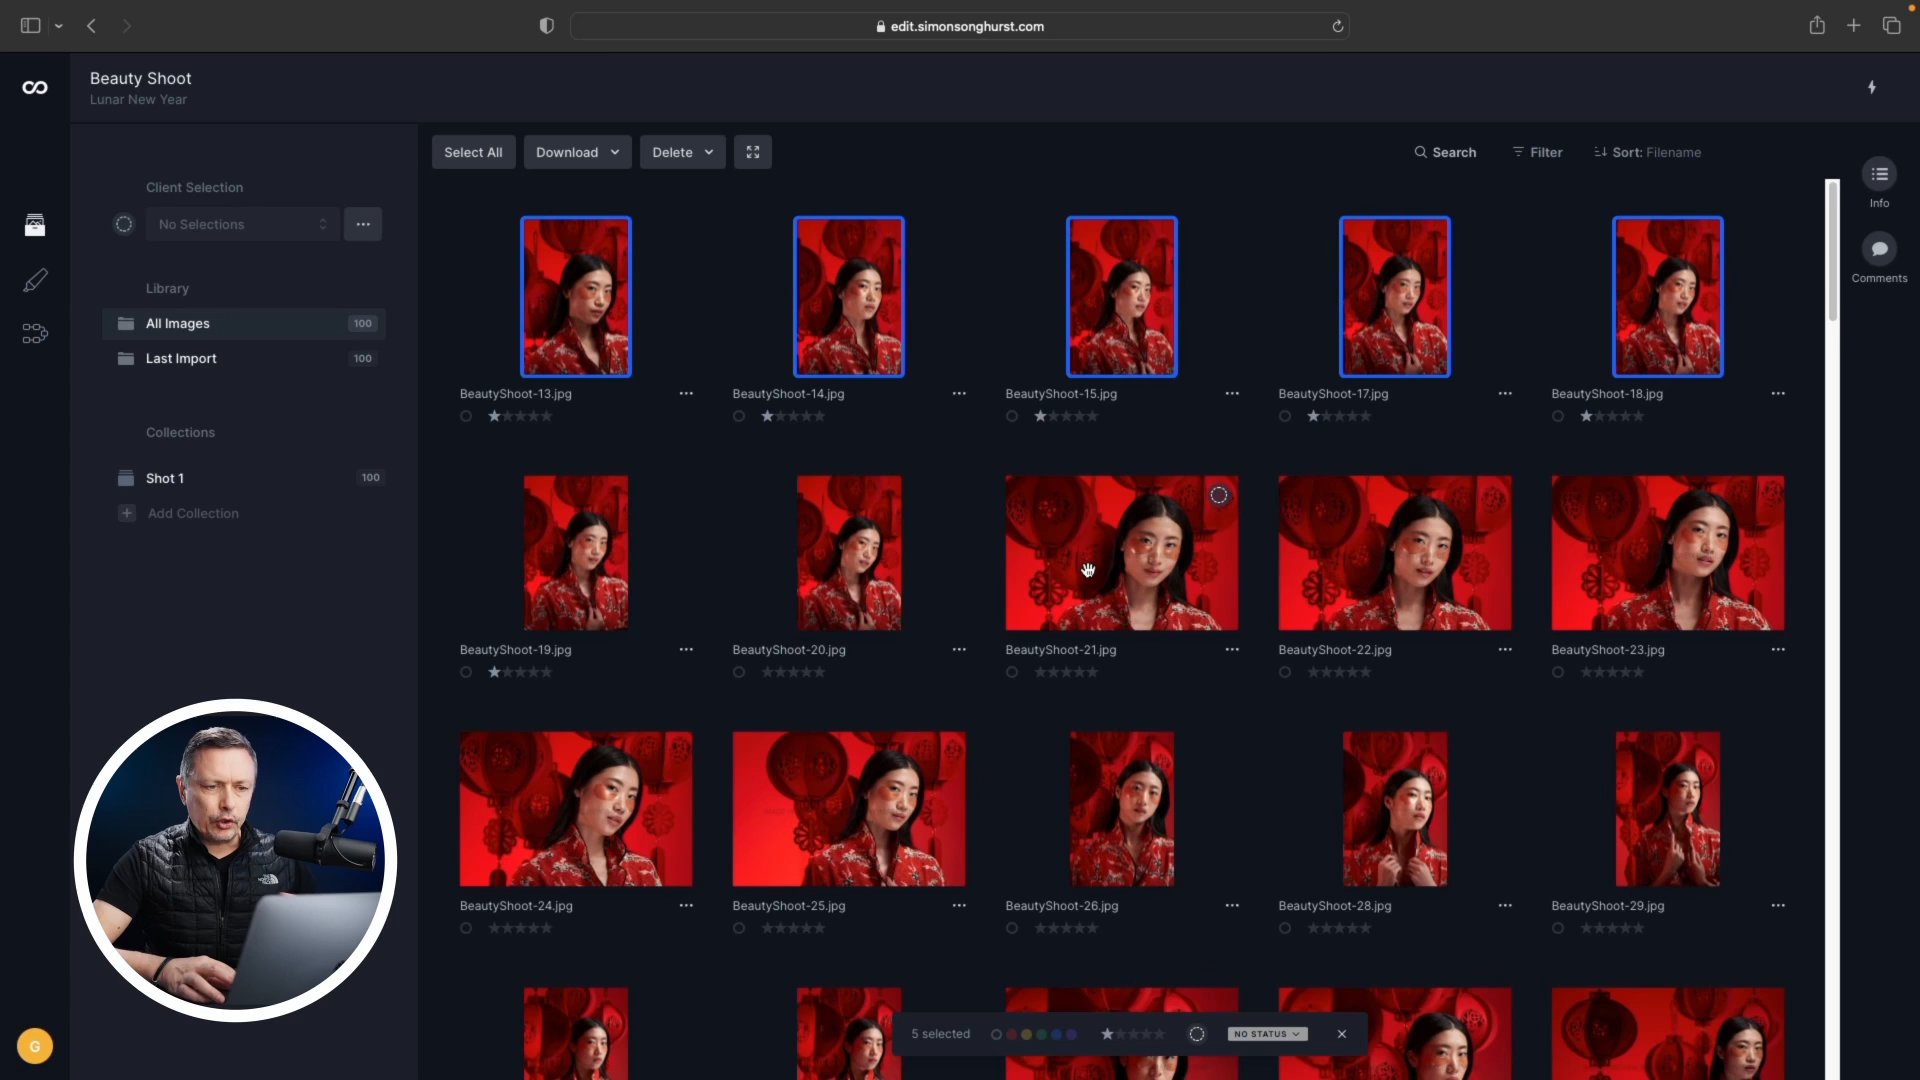 edit.simonsonghurst.com
Beauty Shoot
Lunar New Year
Select All
Download
Delete
Search
Filter
Sort: Filename
Info
Comments
Client Selection
No Selections
Library
All Images 100
Last Import 100
Collections
Shot 1 100
Add Collection
BeautyShoot-13.jpg
BeautyShoot-14.jpg
BeautyShoot-15.jpg
BeautyShoot-17.jpg
BeautyShoot-18.jpg
BeautyShoot-19.jpg
BeautyShoot-20.jpg
BeautyShoot-21.jpg
BeautyShoot-22.jpg
BeautyShoot-23.jpg
BeautyShoot-24.jpg
BeautyShoot-25.jpg
BeautyShoot-26.jpg
BeautyShoot-28.jpg
BeautyShoot-29.jpg
5 selected
NO STATUS
G